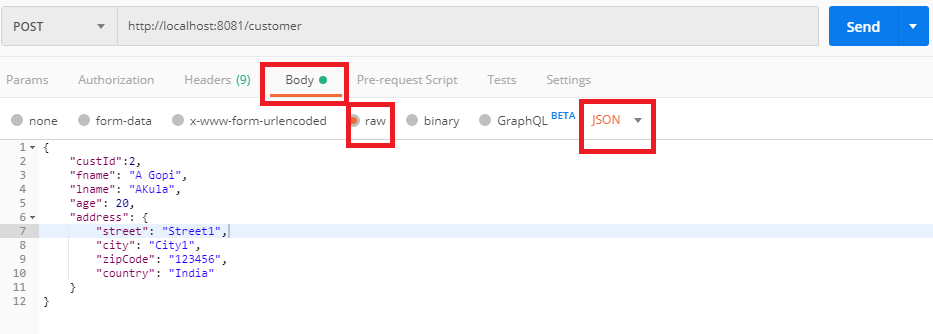 POST http://localhost:8081/customer Send
Params Authorization Headers (9) Body Pre-request Script Tests Settings
none form-data x-www-form-urlencoded raw binary GraphQL BETA JSON
1 {
2 "custId":2,
3 "fname": "A Gopi",
4 "lname": "AKula",
5 "age": 20,
6 "address": {
7 "street": "Street1",
8 "city": "City1",
9 "zipCode": "123456",
10 "country": "India"
11 }
12 }